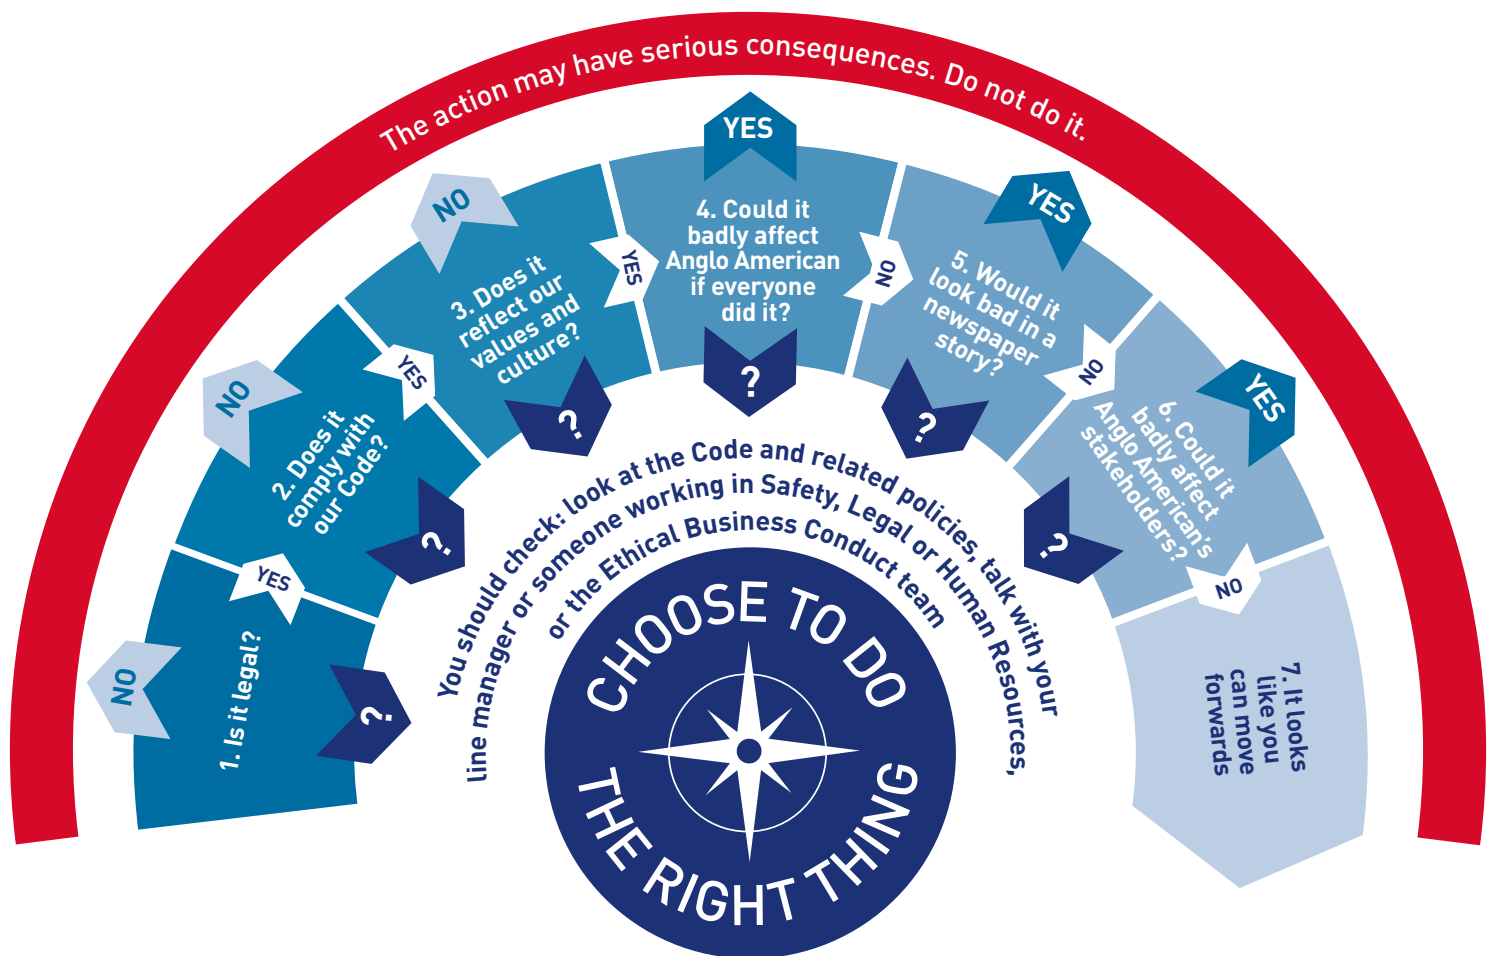 The action may have serious consequences. Do not do it.
NO
1. Is it legal?
?
YES
NO
2. Does it
comply with
our Code?
?
YES
NO
3. Does it
reflect our
values and
culture?
?
YES
YES
4. Could it
badly affect
Anglo American
if everyone
did it?
?
NO
YES
5. Would it
look bad in a
newspaper
story?
?
NO
YES
6. Could it
badly affect
Anglo American's
stakeholders?
?
NO
7. It looks
like you
can move
forwards
You should check: look at the Code and related policies, talk with your
line manager or someone working in Safety, Legal or Human Resources,
or the Ethical Business Conduct team
CHOOSE TO DO
THE RIGHT THING